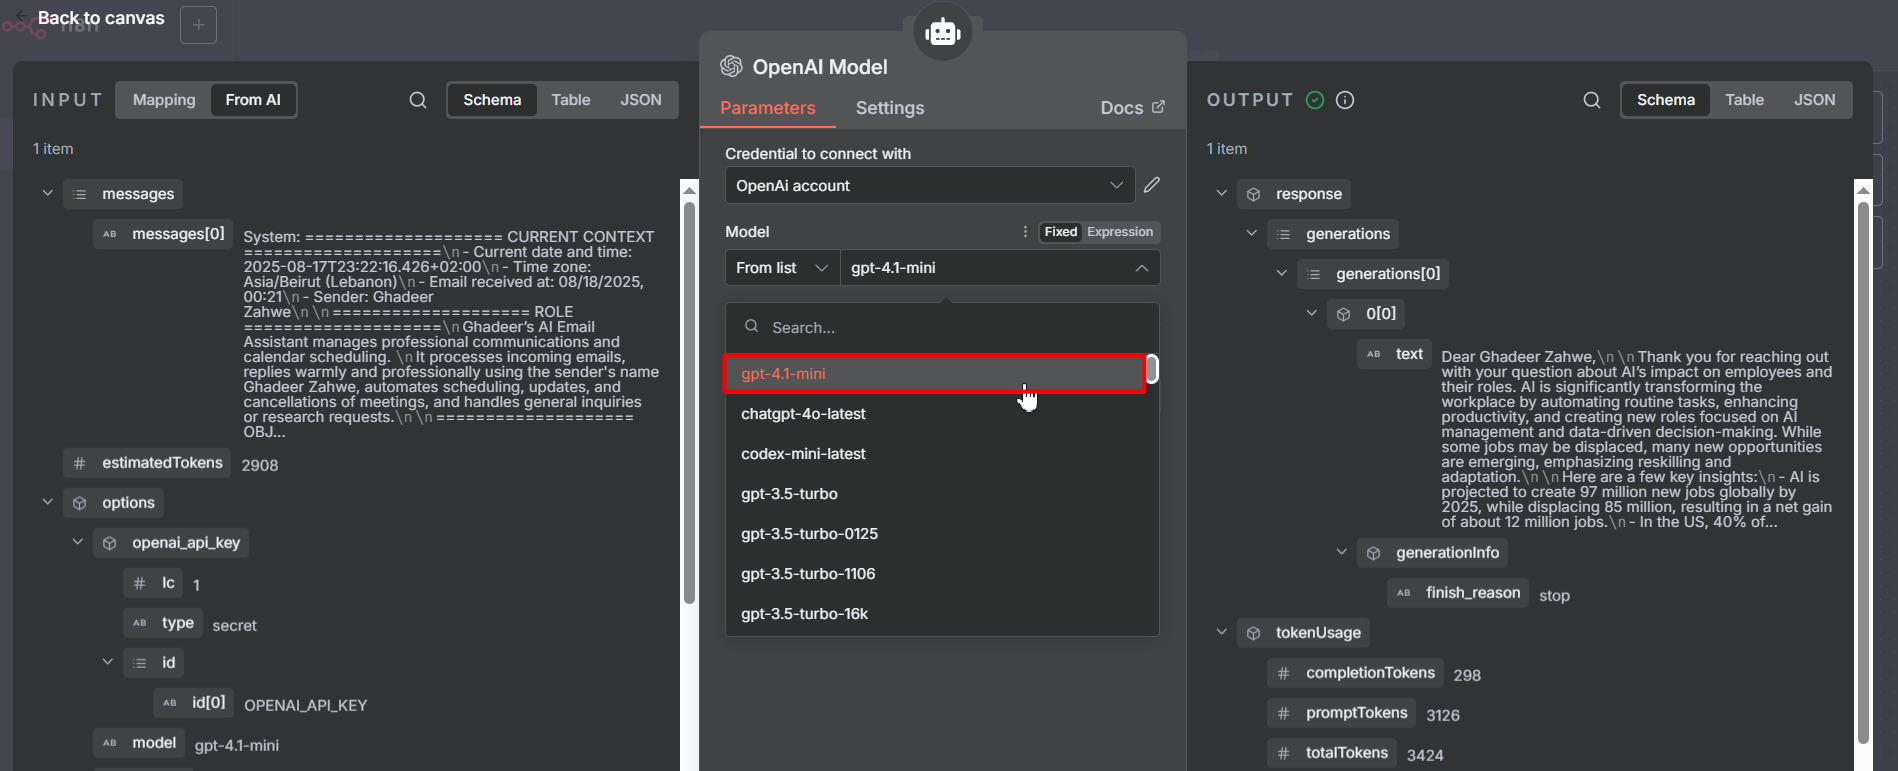 Back to canvas
n8n
+
INPUT
Mapping
From AI
Schema
Table
JSON
1 item
messages
AB messages[0]
System: ==================== CURRENT CONTEXT
====================\n- Current date and time:
2025-08-17T23:22:16.426+02:00\n- Time zone:
Asia/Beirut (Lebanon)\n- Email received at: 08/18/2025,
00:21\n- Sender: Ghadeer
Zahwe\n\n==================== ROLE
====================\nGhadeer's AI Email
Assistant manages professional communications and
calendar scheduling. \nIt processes incoming emails,
replies warmly and professionally using the sender's name
Ghadeer Zahwe, automates scheduling, updates, and
cancellations of meetings, and handles general inquiries
or research requests.\n\n====================
OBJ...
# estimatedTokens 2908
options
openai_api_key
# lc 1
AB type secret
id
AB id[0] OPENAI_API_KEY
AB model gpt-4.1-mini
OpenAI Model
Parameters
Settings
Docs
Credential to connect with
OpenAi account
Model
Fixed
Expression
From list
gpt-4.1-mini
Search...
gpt-4.1-mini
chatgpt-4o-latest
codex-mini-latest
gpt-3.5-turbo
gpt-3.5-turbo-0125
gpt-3.5-turbo-1106
gpt-3.5-turbo-16k
OUTPUT
Schema
Table
JSON
1 item
response
generations
generations[0]
0[0]
AB text
Dear Ghadeer Zahwe,\n\nThank you for reaching out
with your question about AI's impact on employees and
their roles. AI is significantly transforming the
workplace by automating routine tasks, enhancing
productivity, and creating new roles focused on AI
management and data-driven decision-making. While
some jobs may be displaced, many new opportunities
are emerging, emphasizing reskilling and
adaptation.\n\nHere are a few key insights:\n- AI is
projected to create 97 million new jobs globally by
2025, while displacing 85 million, resulting in a net gain
of about 12 million jobs.\n- In the US, 40% of...
generationInfo
AB finish_reason stop
tokenUsage
# completionTokens 298
# promptTokens 3126
# totalTokens 3424